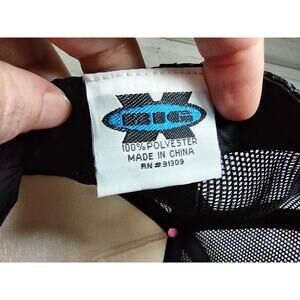 X
BIG
100% POLYESTER
MADE IN CHINA
RN# 91309